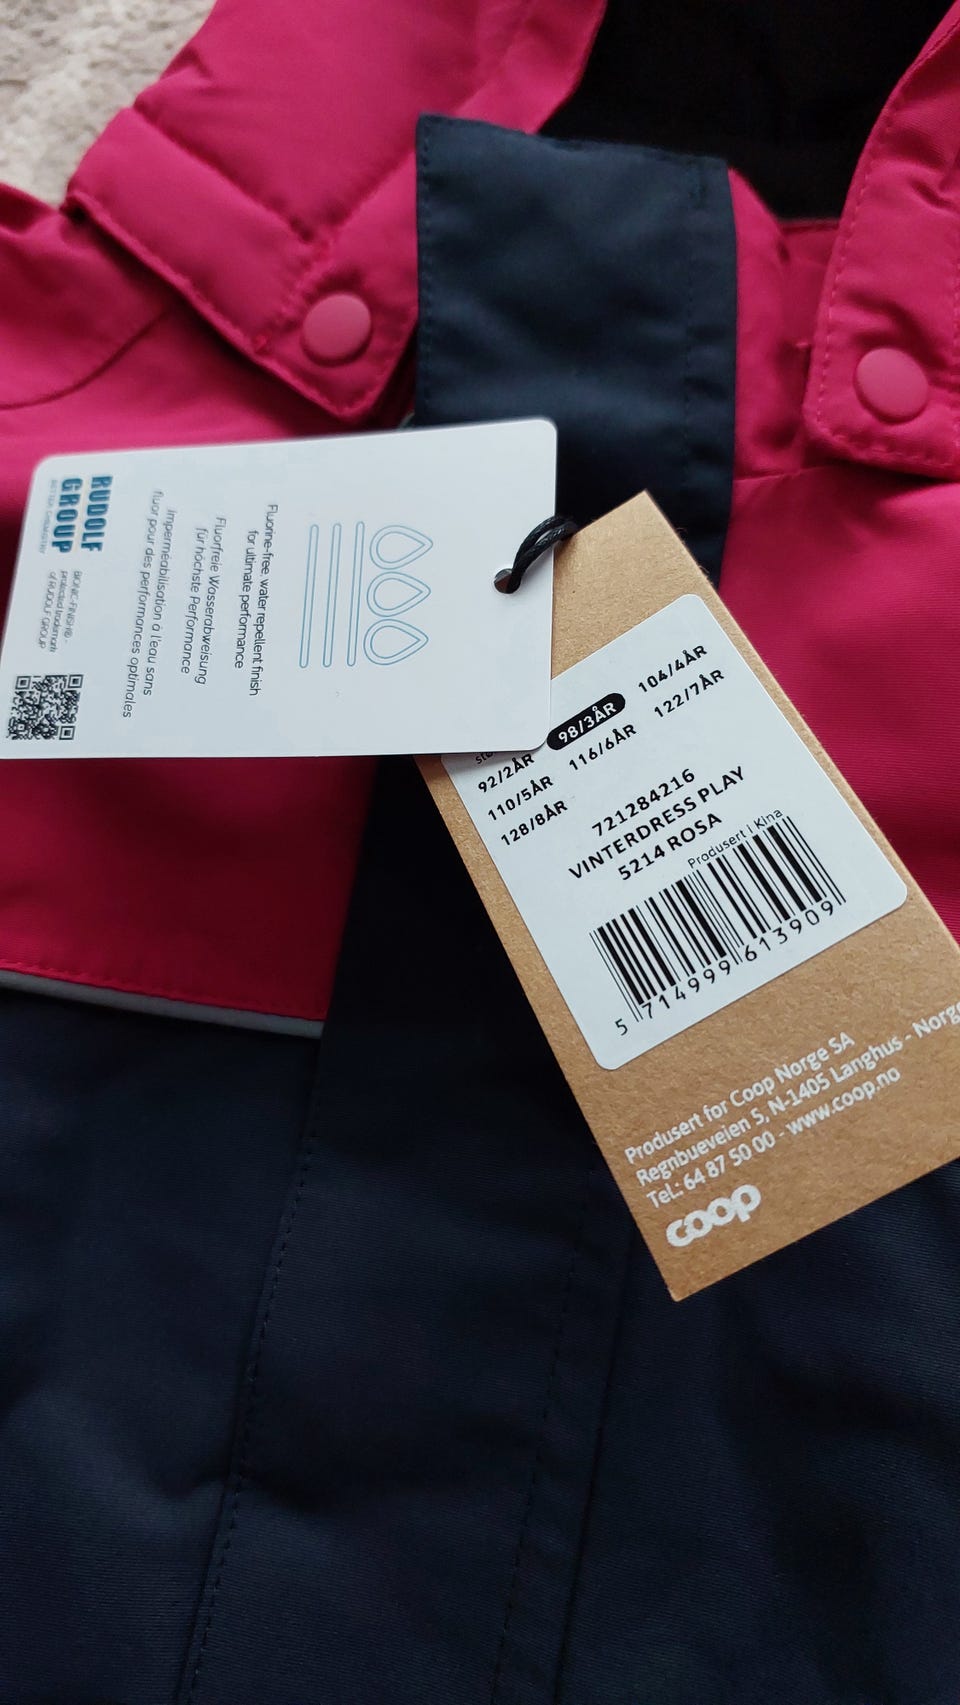 Fluorine-free, water repellent finish
for ultimate performance
Fluorfreie Wasserabweisung
für höchste Performance
imperméabilisation à l'eau sans
fluor pour des performances optimales
RUDOLF
GROUP
BIONIC-FINISH® -
protected trademark
of RUDOLF GROUP
92/2ÅR 98/3ÅR 104/4ÅR
110/5ÅR 116/6ÅR 122/7ÅR
128/8ÅR
721284216
VINTERDRESS PLAY
5214 ROSA
Produsert i Kina
5 714999 613909
Produsert for Coop Norge SA
Regnbueveien 5, N-1405 Langhus - Norge
Tel.: 64 87 50 00 - www.coop.no
coop